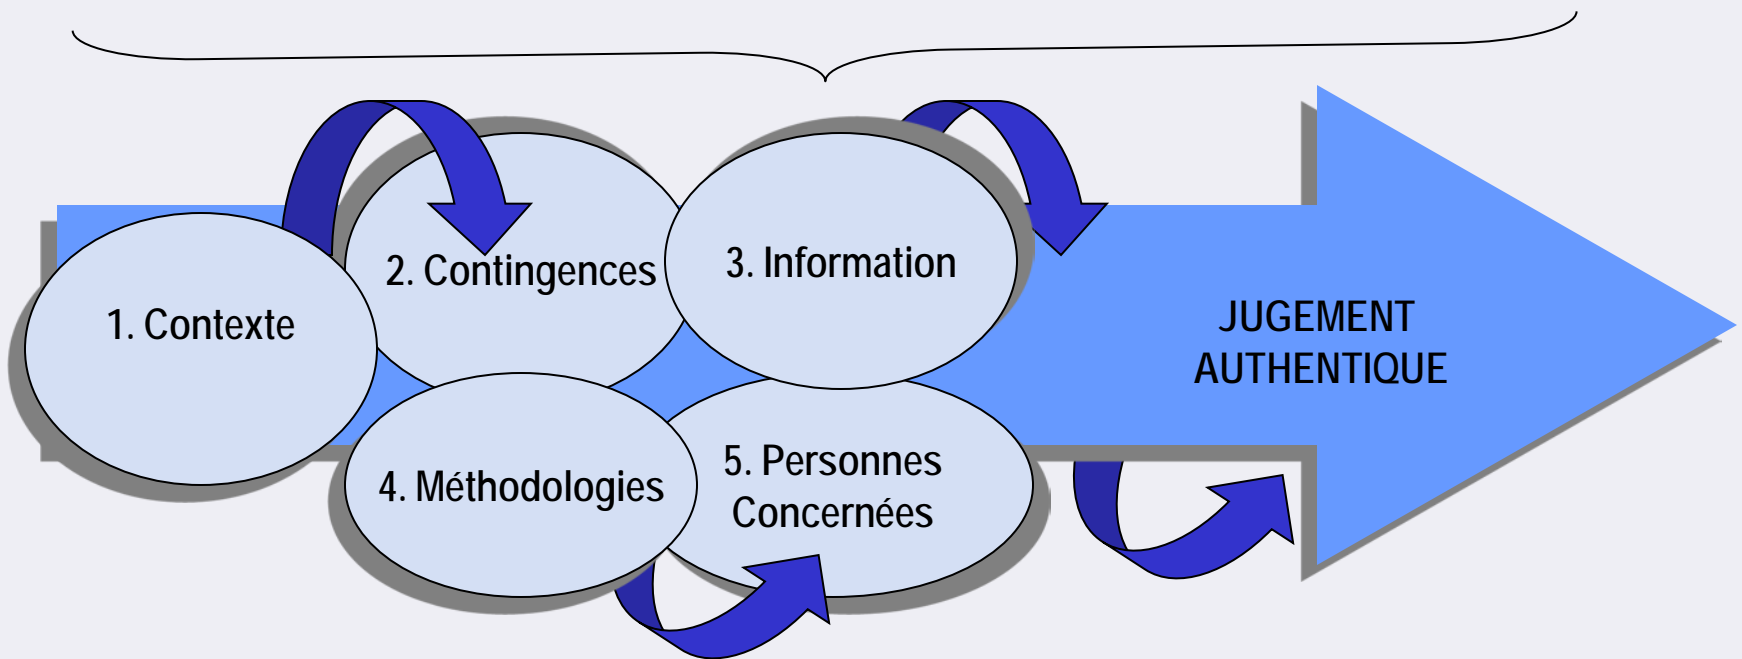 1. Contexte
2. Contingences
3. Information
4. Méthodologies
5. Personnes
Concernées
JUGEMENT
AUTHENTIQUE